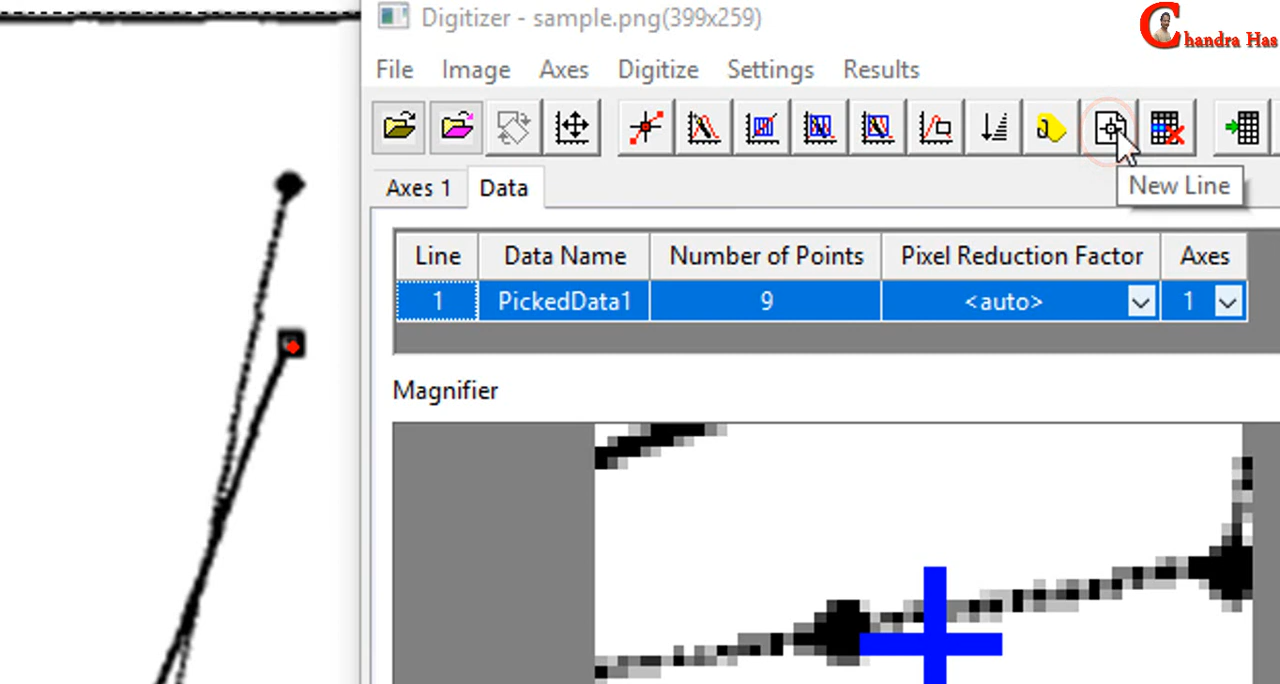 Digitizer - sample.png(399x259)
Chandra Has
File Image Axes Digitize Settings Results
New Line
Axes 1 Data
Line Data Name Number of Points Pixel Reduction Factor Axes
1 PickedData1 9 <auto> 1
Magnifier